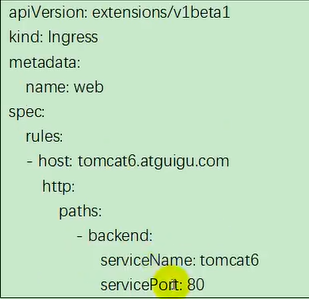 apiVersion: extensions/v1beta1
kind: Ingress
metadata:
name: web
spec:
rules:
- host: tomcat6.atguigu.com
http:
paths:
- backend:
serviceName: tomcat6
servicePort: 80